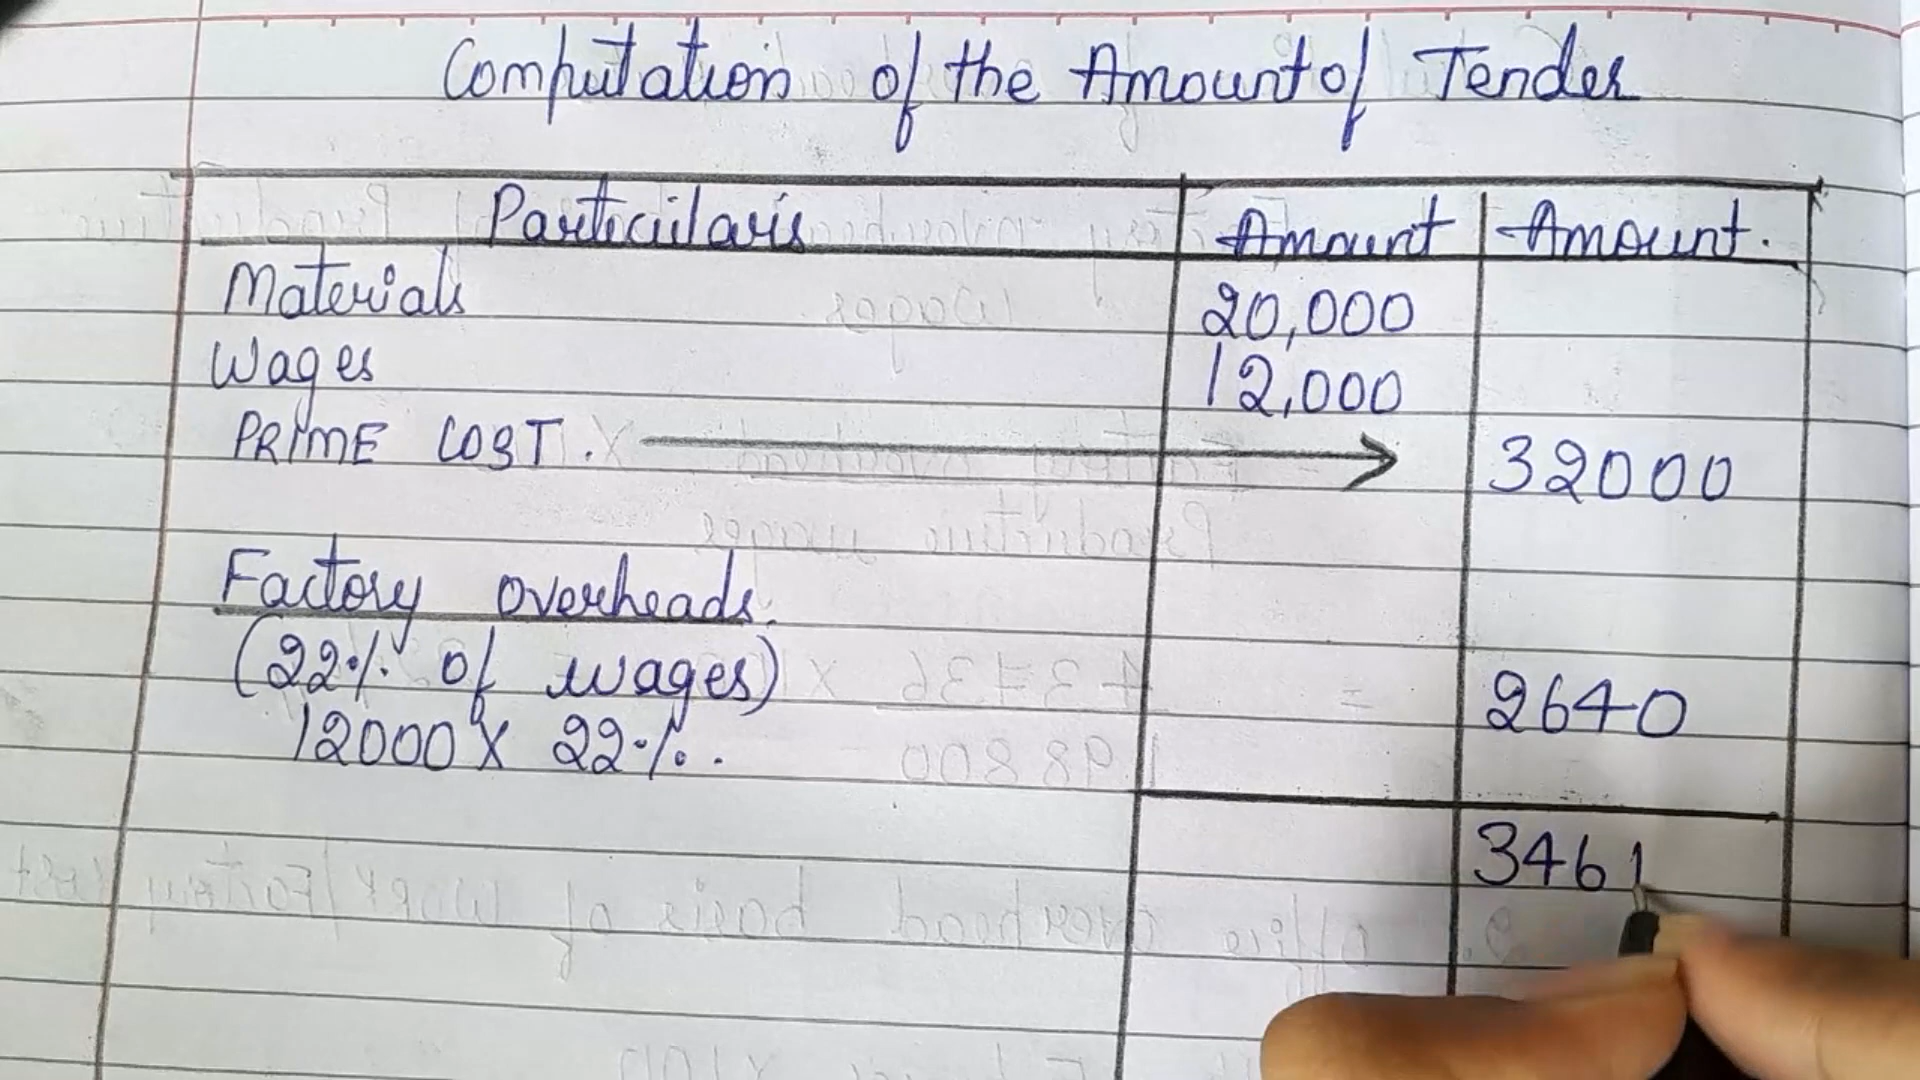 Computation of the Amount of Tender
Particulars Amount Amount.
Materials 20,000
Wages 12,000
PRIME COST. 32000
Factory overheads.
(22% of wages) 2640
12000 X 22%.
3461